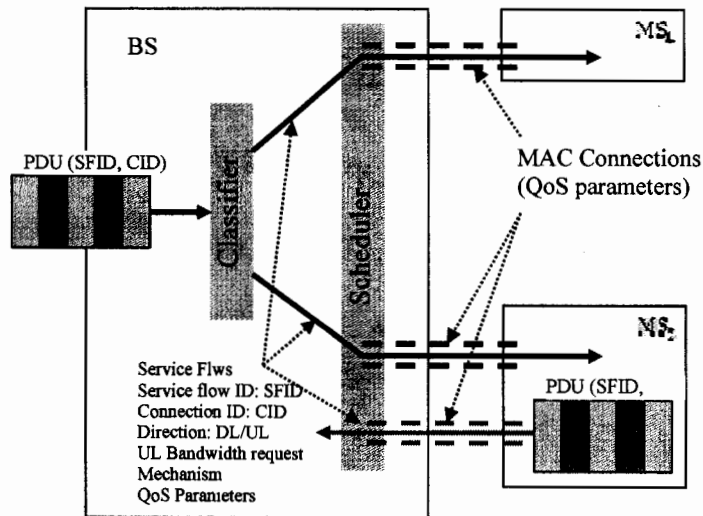 BS
MS1
PDU (SFID, CID)
Classifier
Scheduler
MAC Connections
(QoS parameters)
MS2
PDU (SFID,
Service Flws
Service flow ID: SFID
Connection ID: CID
Direction: DL/UL
UL Bandwidth request
Mechanism
QoS Parameters